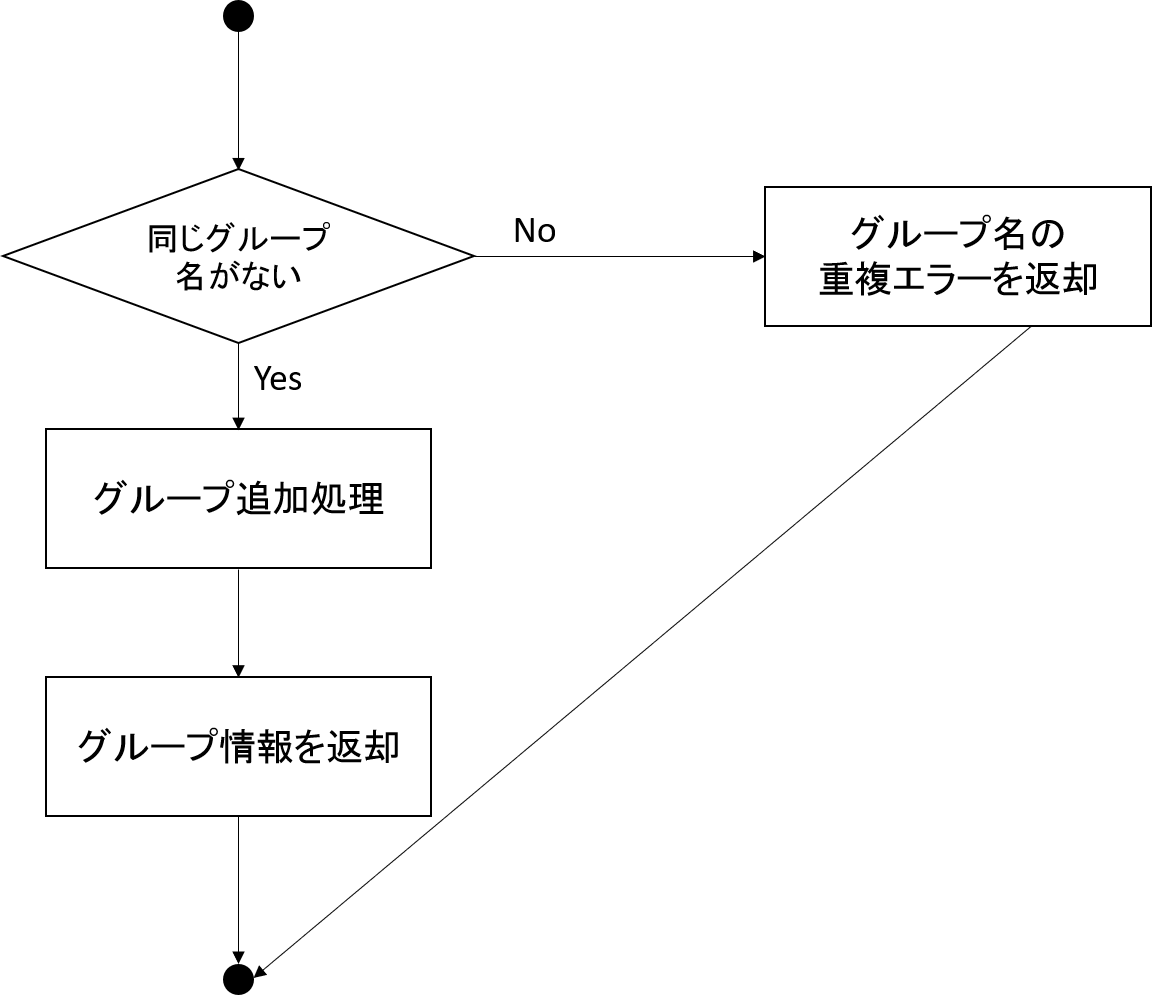 同じグループ
名がない
No
グループ名の
重複エラーを返却
Yes
グループ追加処理
グループ情報を返却